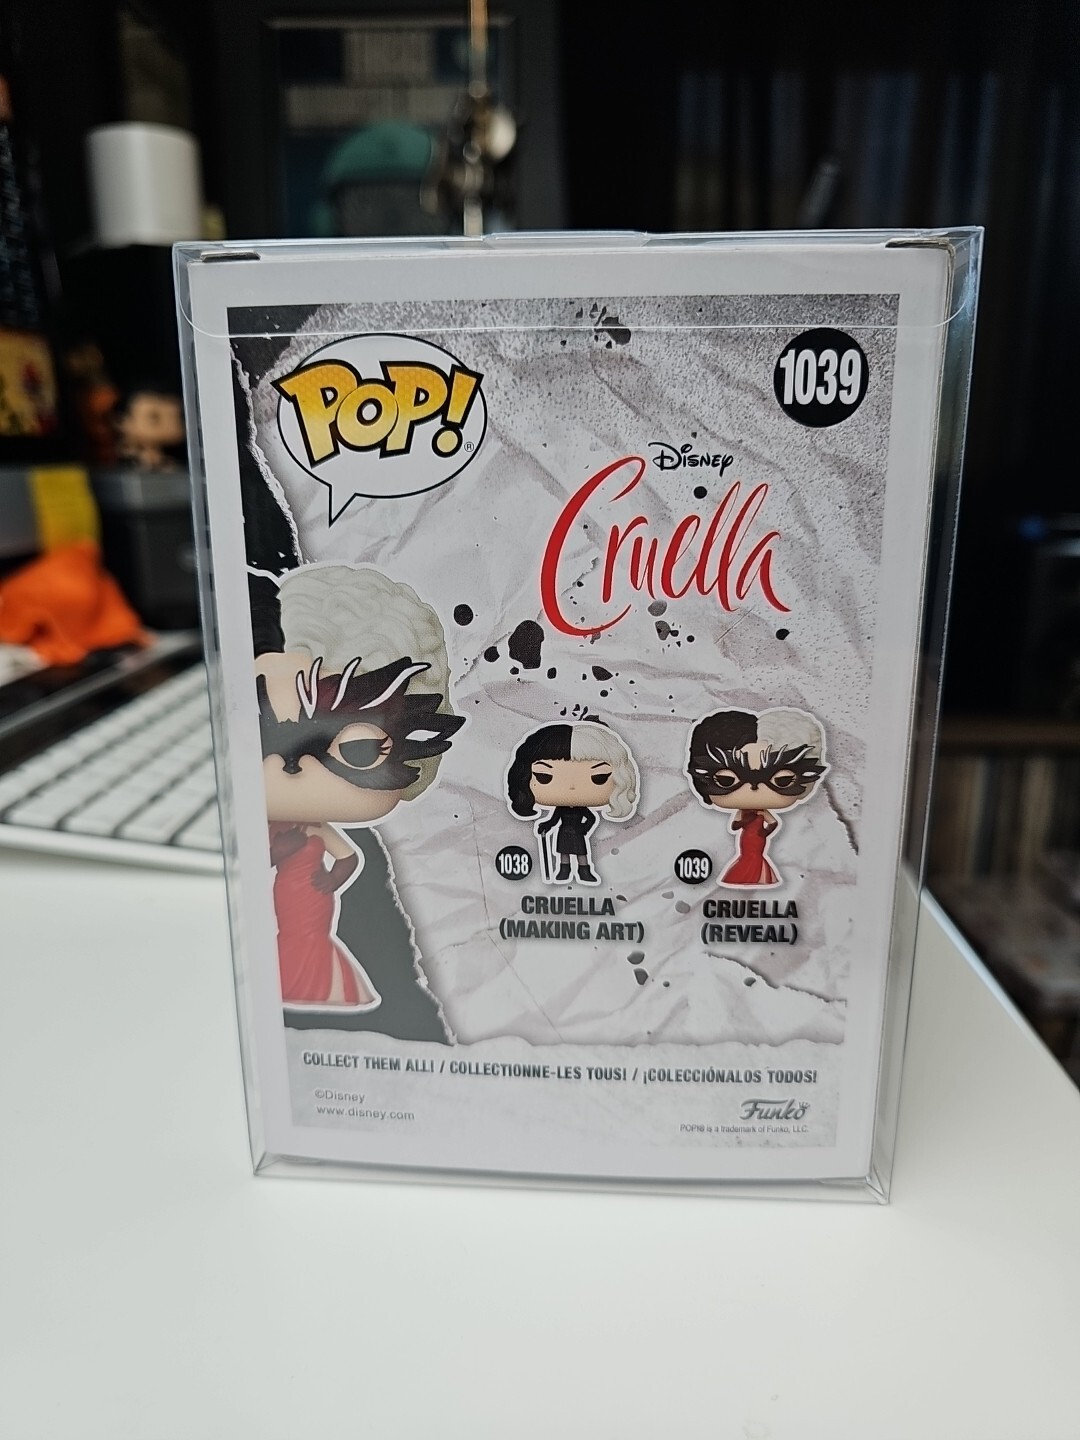 POP!
®
1039
Disney
Cruella
1038
CRUELLA
(MAKING ART)
1039
CRUELLA
(REVEAL)
COLLECT THEM ALL! / COLLECTIONNE-LES TOUS! / ¡COLECCIÓNALOS TODOS!
©Disney
www.disney.com
Funko
POP!® is a trademark of Funko, LLC.